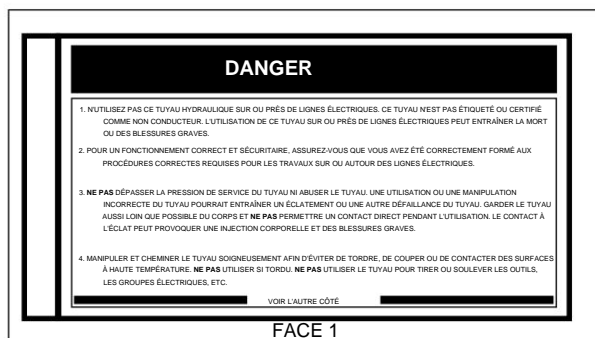 DANGER
1. N'UTILISEZ PAS CE TUYAU HYDRAULIQUE SUR OU PRÈS DE LIGNES ÉLECTRIQUES. CE TUYAU N'EST PAS ÉTIQUETÉ OU CERTIFIÉ
COMME NON CONDUCTEUR. L'UTILISATION DE CE TUYAU SUR OU PRÈS DE LIGNES ÉLECTRIQUES PEUT ENTRAÎNER LA MORT
OU DES BLESSURES GRAVES.
2. POUR UN FONCTIONNEMENT CORRECT ET SÉCURITAIRE, ASSUREZ-VOUS QUE VOUS AVEZ ÉTÉ CORRECTEMENT FORMÉ AUX
PROCÉDURES CORRECTES REQUISES POUR LES TRAVAUX SUR OU AUTOUR DES LIGNES ÉLECTRIQUES.
3. NE PAS DÉPASSER LA PRESSION DE SERVICE DU TUYAU NI ABUSER LE TUYAU. UNE UTILISATION OU UNE MANIPULATION
INCORRECTE DU TUYAU POURRAIT ENTRAÎNER UN ÉCLATEMENT OU UNE AUTRE DÉFAILLANCE DU TUYAU. GARDER LE TUYAU
AUSSI LOIN QUE POSSIBLE DU CORPS ET NE PAS PERMETTRE UN CONTACT DIRECT PENDANT L'UTILISATION. LE CONTACT À
L'ÉCLAT PEUT PROVOQUER UNE INJECTION CORPORELLE ET DES BLESSURES GRAVES.
4. MANIPULER ET CHEMINER LE TUYAU SOIGNEUSEMENT AFIN D'ÉVITER DE TORDRE, DE COUPER OU DE CONTACTER DES SURFACES
À HAUTE TEMPÉRATURE. NE PAS UTILISER SI TORDU. NE PAS UTILISER LE TUYAU POUR TIRER OU SOULEVER LES OUTILS,
LES GROUPES ÉLECTRIQUES, ETC.
VOIR L'AUTRE CÔTÉ
FACE 1